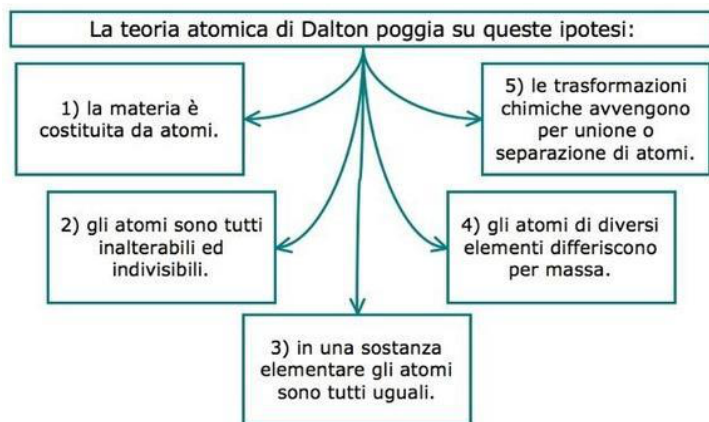 La teoria atomica di Dalton poggia su queste ipotesi:
1) la materia è
costituita da atomi.
2) gli atomi sono tutti
inalterabili ed
indivisibili.
3) in una sostanza
elementare gli atomi
sono tutti uguali.
4) gli atomi di diversi
elementi differiscono
per massa.
5) le trasformazioni
chimiche avvengono
per unione o
separazione di atomi.